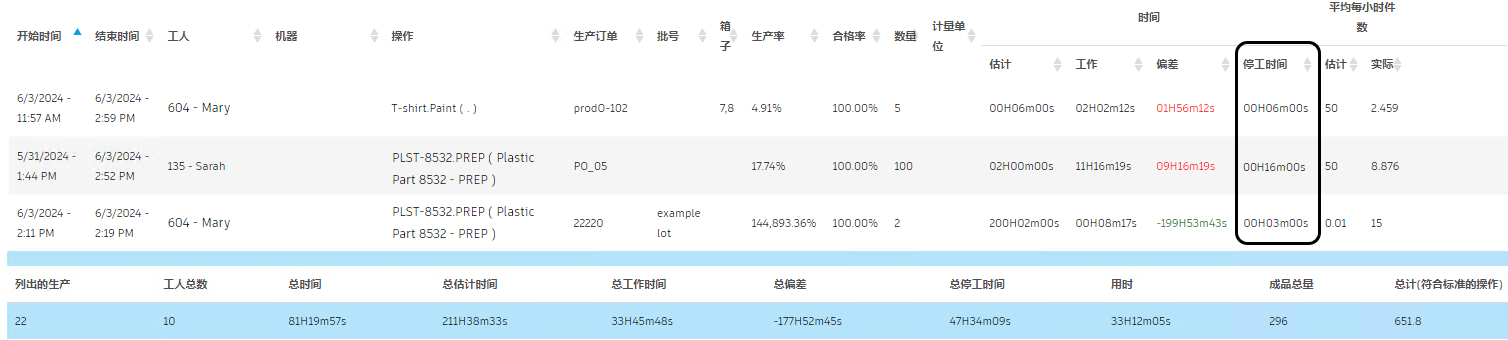 开始时间 结束时间 工人 机器 操作 生产订单 批号 箱子 生产率 合格率 数量 计量单位 时间 平均每小时件数
估计 工作 偏差 停工时间 估计 实际
6/3/2024 - 11:57 AM 6/3/2024 - 2:59 PM 604 - Mary T-shirt.Paint ( . ) prodO-102 7,8 4.91% 100.00% 5 00H06m00s 02H02m12s 01H56m12s 00H06m00s 50 2.459
5/31/2024 - 1:44 PM 6/3/2024 - 2:52 PM 135 - Sarah PLST-8532.PREP ( Plastic Part 8532 - PREP ) PO_05 17.74% 100.00% 100 02H00m00s 11H16m19s 09H16m19s 00H16m00s 50 8.876
6/3/2024 - 2:11 PM 6/3/2024 - 2:19 PM 604 - Mary PLST-8532.PREP ( Plastic Part 8532 - PREP ) 22220 example lot 144,893.36% 100.00% 2 200H02m00s 00H08m17s -199H53m43s 00H03m00s 0.01 15
列出的生产 工人总数 总时间 总估计时间 总工作时间 总偏差 总停工时间 用时 成品总量 总计(符合标准的操作)
22 10 81H19m57s 211H38m33s 33H45m48s -177H52m45s 47H34m09s 33H12m05s 296 651.8